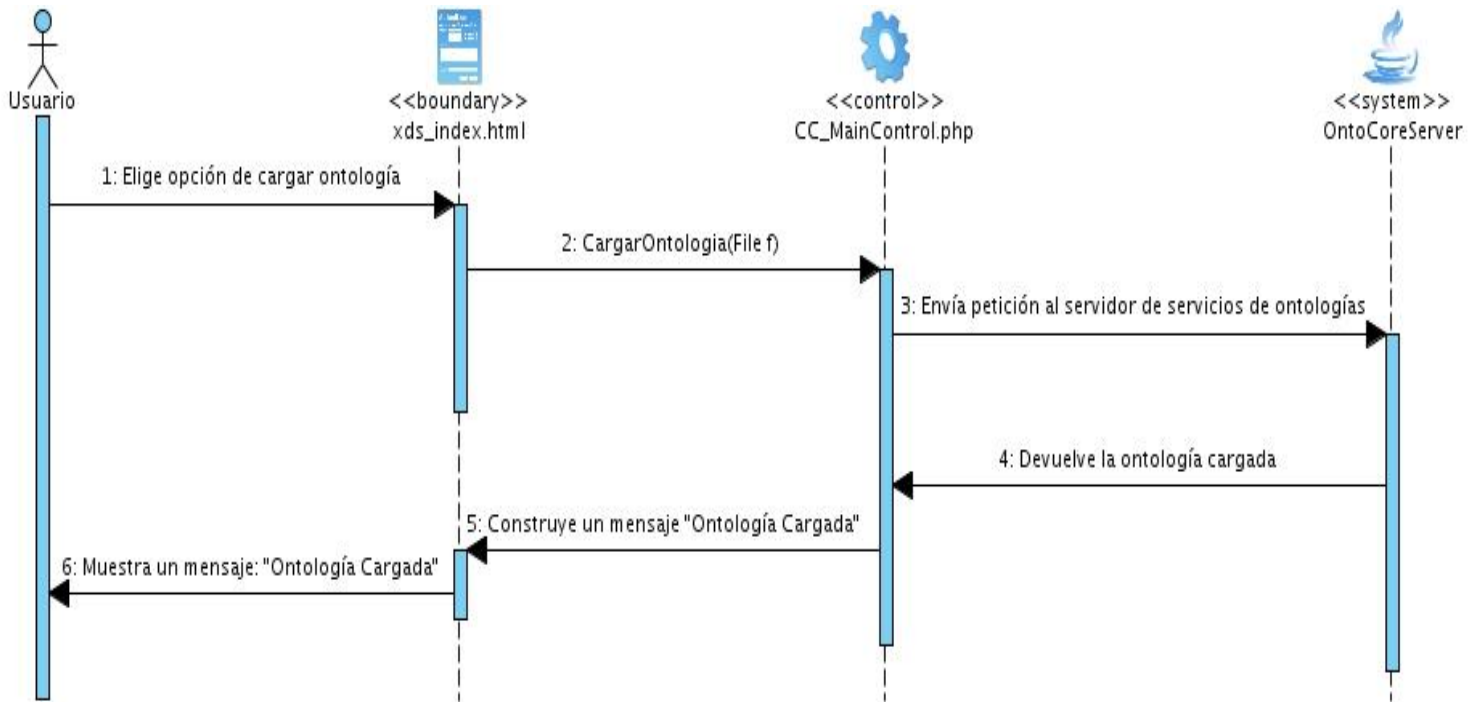 Usuario
<<boundary>>
xds_index.html
<<control>>
CC_MainControl.php
<<system>>
OntoCoreServer
1: Elige opción de cargar ontología
2: CargarOntologia(File f)
3: Envía petición al servidor de servicios de ontologías
4: Devuelve la ontología cargada
5: Construye un mensaje "Ontología Cargada"
6: Muestra un mensaje: "Ontología Cargada"